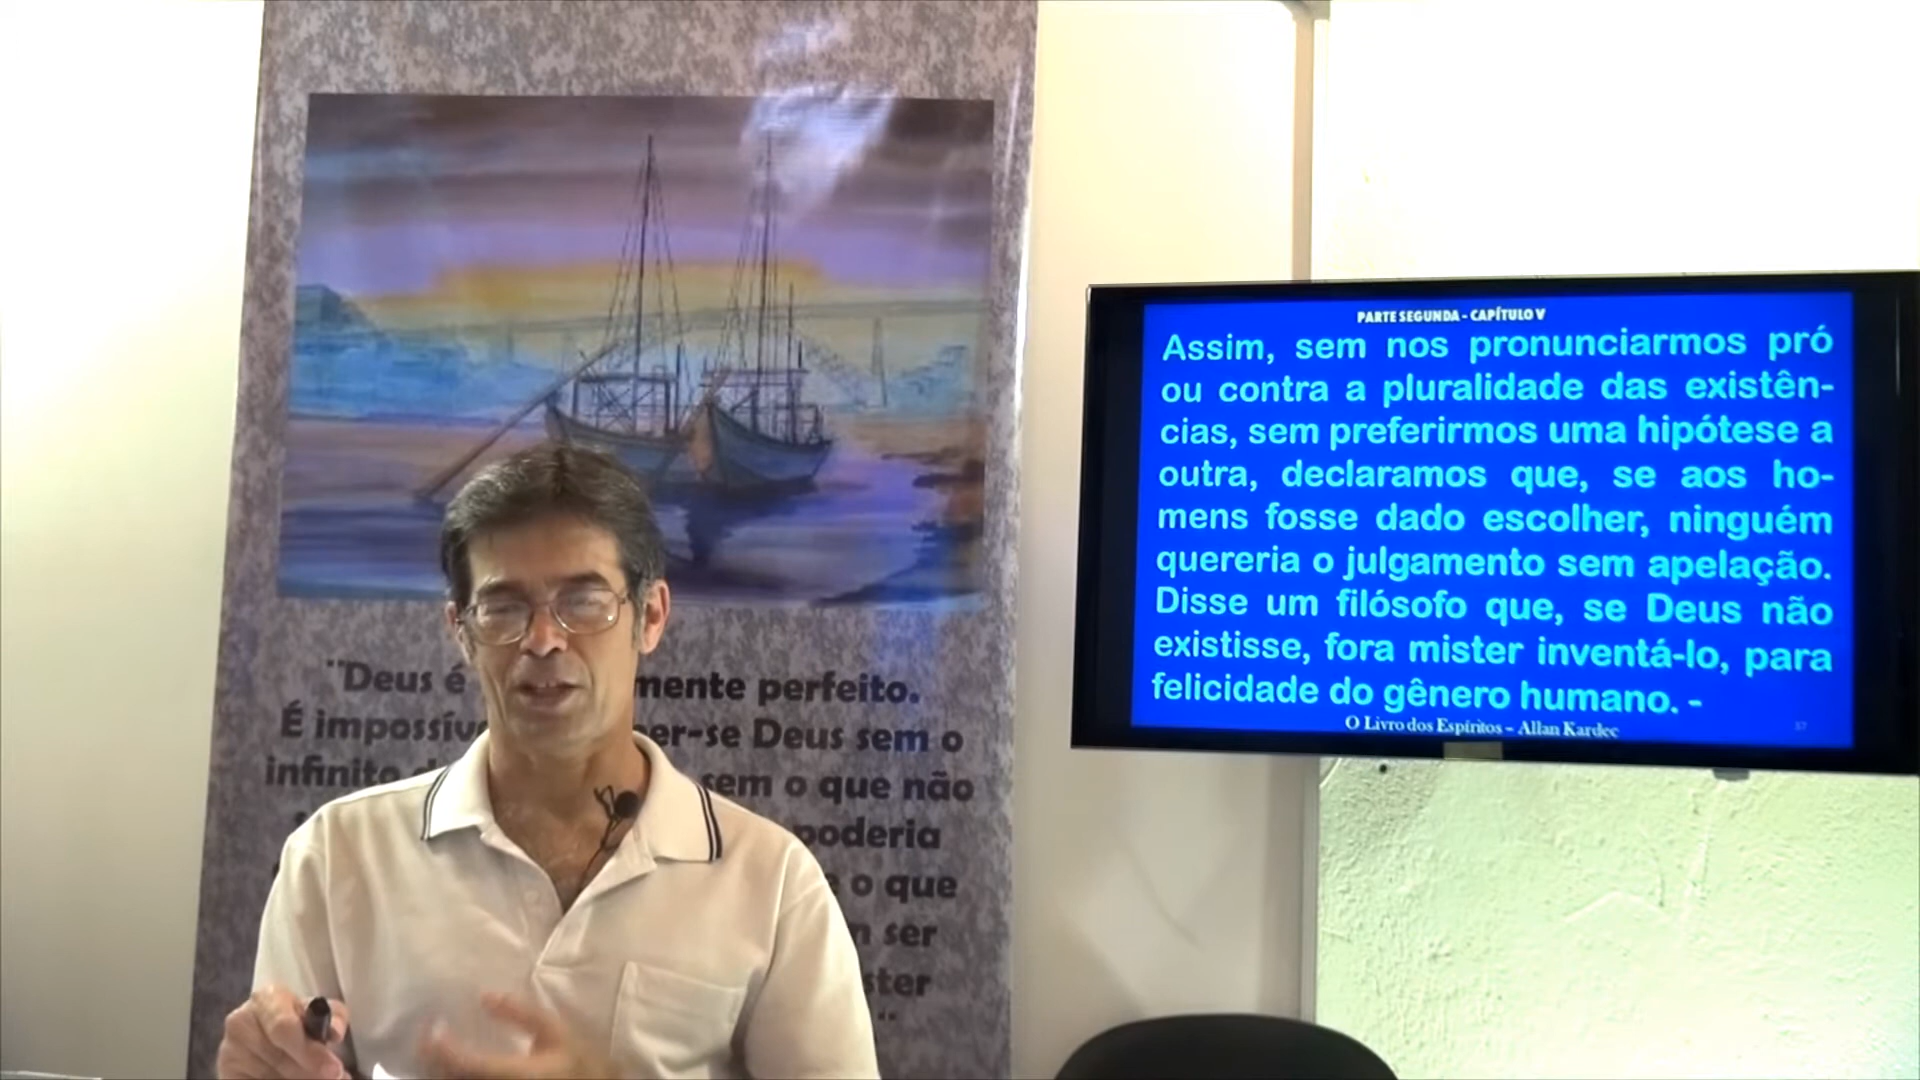 ¨Deus é mente perfeito.
É impossív er-se Deus sem o
infinito sem o que não
poderia
o que
ser
ster
¨
PARTE SEGUNDA - CAPÍTULO V
Assim, sem nos pronunciarmos pró
ou contra a pluralidade das existên-
cias, sem preferirmos uma hipótese a
outra, declaramos que, se aos ho-
mens fosse dado escolher, ninguém
quereria o julgamento sem apelação.
Disse um filósofo que, se Deus não
existisse, fora mister inventá-lo, para
felicidade do gênero humano. -
O Livro dos Espíritos - Allan Kardec